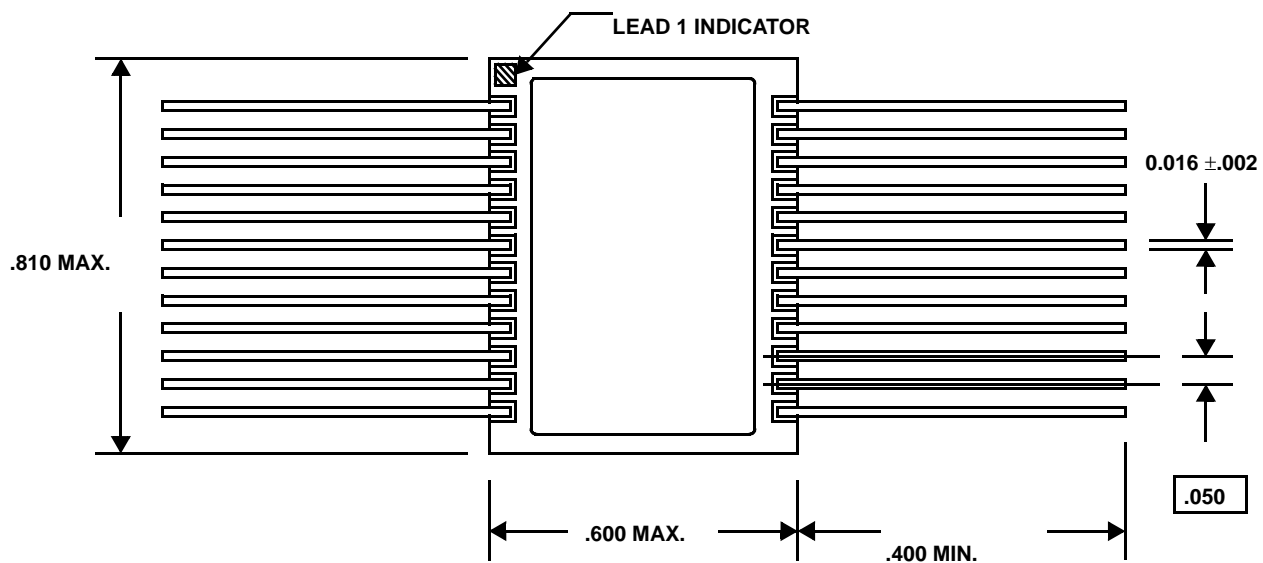 LEAD 1 INDICATOR
0.016 ±.002
.810 MAX.
.050
.600 MAX.
.400 MIN.